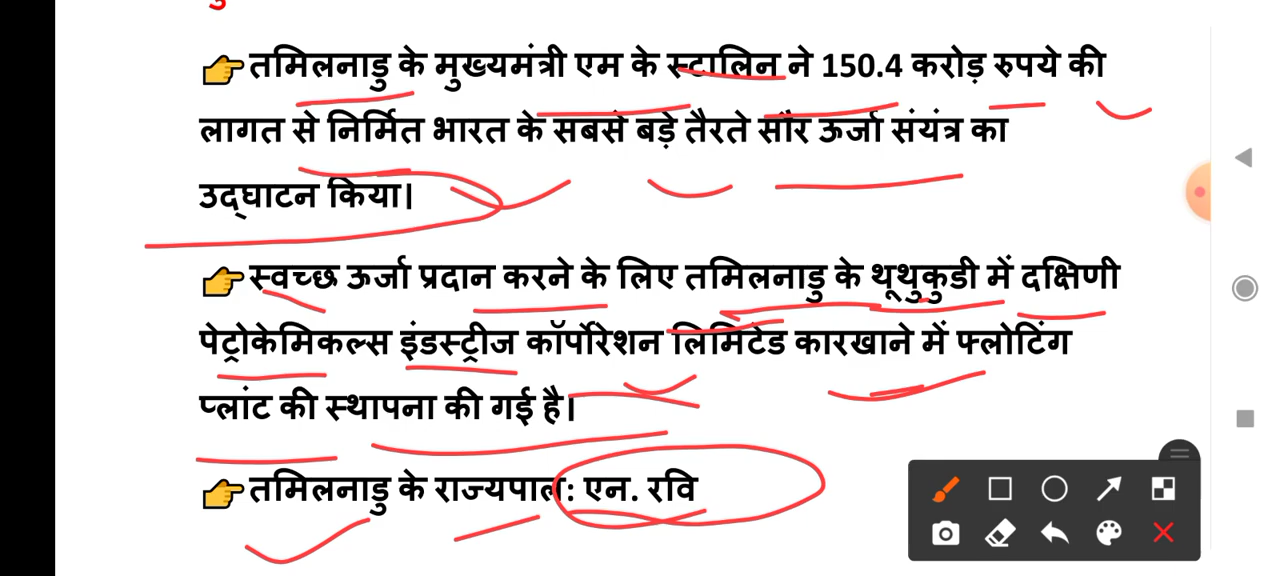 👉तमिलनाडु के मुख्यमंत्री एम के स्टालिन ने 150.4 करोड़ रुपये की
लागत से निर्मित भारत के सबसे बड़े तैरते सौर ऊर्जा संयंत्र का
उद्घाटन किया।
👉स्वच्छ ऊर्जा प्रदान करने के लिए तमिलनाडु के थूथुकुडी में दक्षिणी
पेट्रोकेमिकल्स इंडस्ट्रीज कॉर्पोरेशन लिमिटेड कारखाने में फ्लोटिंग
प्लांट की स्थापना की गई है।
👉तमिलनाडु के राज्यपाल: एन. रवि